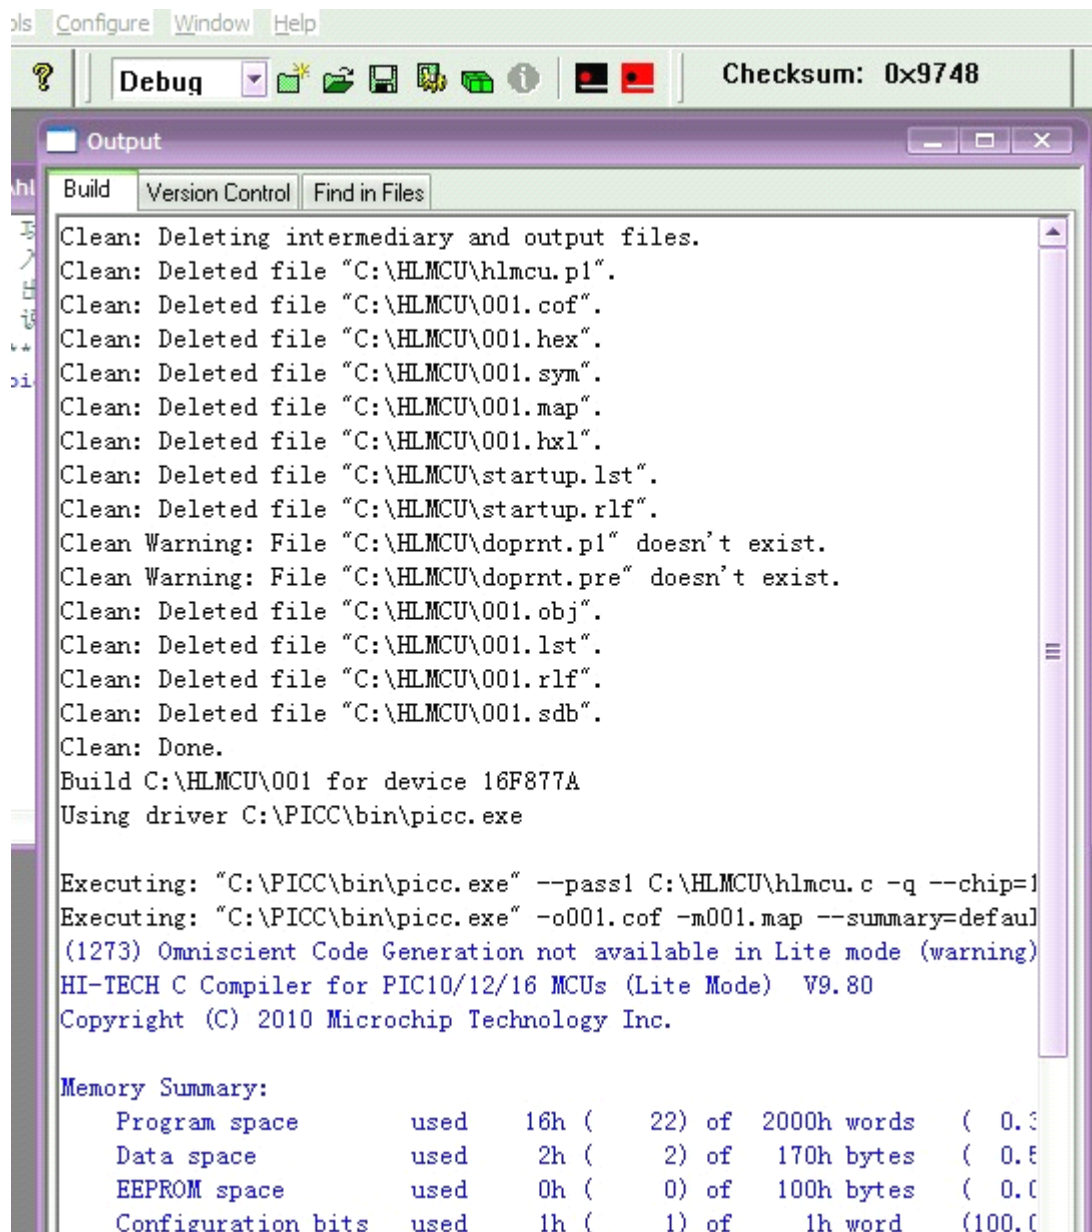 Configure Window Help
Debug
Checksum: 0x9748
Output
Build Version Control Find in Files
Clean: Deleting intermediary and output files.
Clean: Deleted file "C:\HLMCU\hlmcu.p1".
Clean: Deleted file "C:\HLMCU\001.cof".
Clean: Deleted file "C:\HLMCU\001.hex".
Clean: Deleted file "C:\HLMCU\001.sym".
Clean: Deleted file "C:\HLMCU\001.map".
Clean: Deleted file "C:\HLMCU\001.hxl".
Clean: Deleted file "C:\HLMCU\startup.lst".
Clean: Deleted file "C:\HLMCU\startup.rlf".
Clean Warning: File "C:\HLMCU\doprnt.p1" doesn't exist.
Clean Warning: File "C:\HLMCU\doprnt.pre" doesn't exist.
Clean: Deleted file "C:\HLMCU\001.obj".
Clean: Deleted file "C:\HLMCU\001.lst".
Clean: Deleted file "C:\HLMCU\001.rlf".
Clean: Deleted file "C:\HLMCU\001.sdb".
Clean: Done.
Build C:\HLMCU\001 for device 16F877A
Using driver C:\PICC\bin\picc.exe
Executing: "C:\PICC\bin\picc.exe" --pass1 C:\HLMCU\hlmcu.c -q --chip=1
Executing: "C:\PICC\bin\picc.exe" -o001.cof -m001.map --summary=defaul
(1273) Omniscient Code Generation not available in Lite mode (warning)
HI-TECH C Compiler for PIC10/12/16 MCUs (Lite Mode) V9.80
Copyright (C) 2010 Microchip Technology Inc.
Memory Summary:
Program space used 16h ( 22) of 2000h words ( 0.3
Data space used 2h ( 2) of 170h bytes ( 0.5
EEPROM space used 0h ( 0) of 100h bytes ( 0.0
Configuration bits used 1h ( 1) of 1h word (100.0